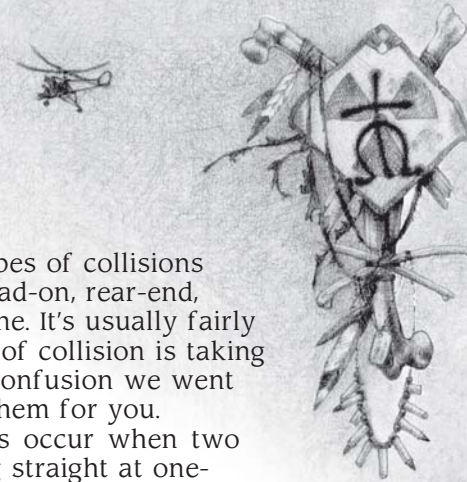 pes of collisions
ad-on, rear-end,
ne. It's usually fairly
of collision is taking
onfusion we went
hem for you.
s occur when two
g straight at one-